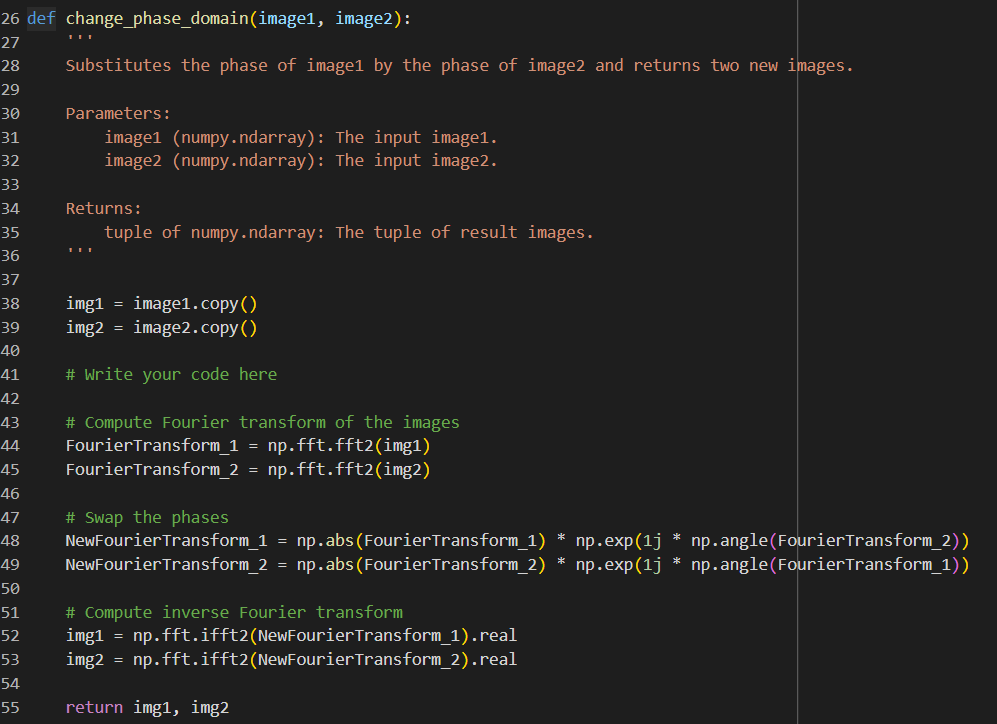 26 def change_phase_domain(image1, image2):
27     '''
28     Substitutes the phase of image1 by the phase of image2 and returns two new images.
29
30     Parameters:
31         image1 (numpy.ndarray): The input image1.
32         image2 (numpy.ndarray): The input image2.
33
34     Returns:
35         tuple of numpy.ndarray: The tuple of result images.
36     '''
37
38     img1 = image1.copy()
39     img2 = image2.copy()
40
41     # Write your code here
42
43     # Compute Fourier transform of the images
44     FourierTransform_1 = np.fft.fft2(img1)
45     FourierTransform_2 = np.fft.fft2(img2)
46
47     # Swap the phases
48     NewFourierTransform_1 = np.abs(FourierTransform_1) * np.exp(1j * np.angle(FourierTransform_2))
49     NewFourierTransform_2 = np.abs(FourierTransform_2) * np.exp(1j * np.angle(FourierTransform_1))
50
51     # Compute inverse Fourier transform
52     img1 = np.fft.ifft2(NewFourierTransform_1).real
53     img2 = np.fft.ifft2(NewFourierTransform_2).real
54
55     return img1, img2